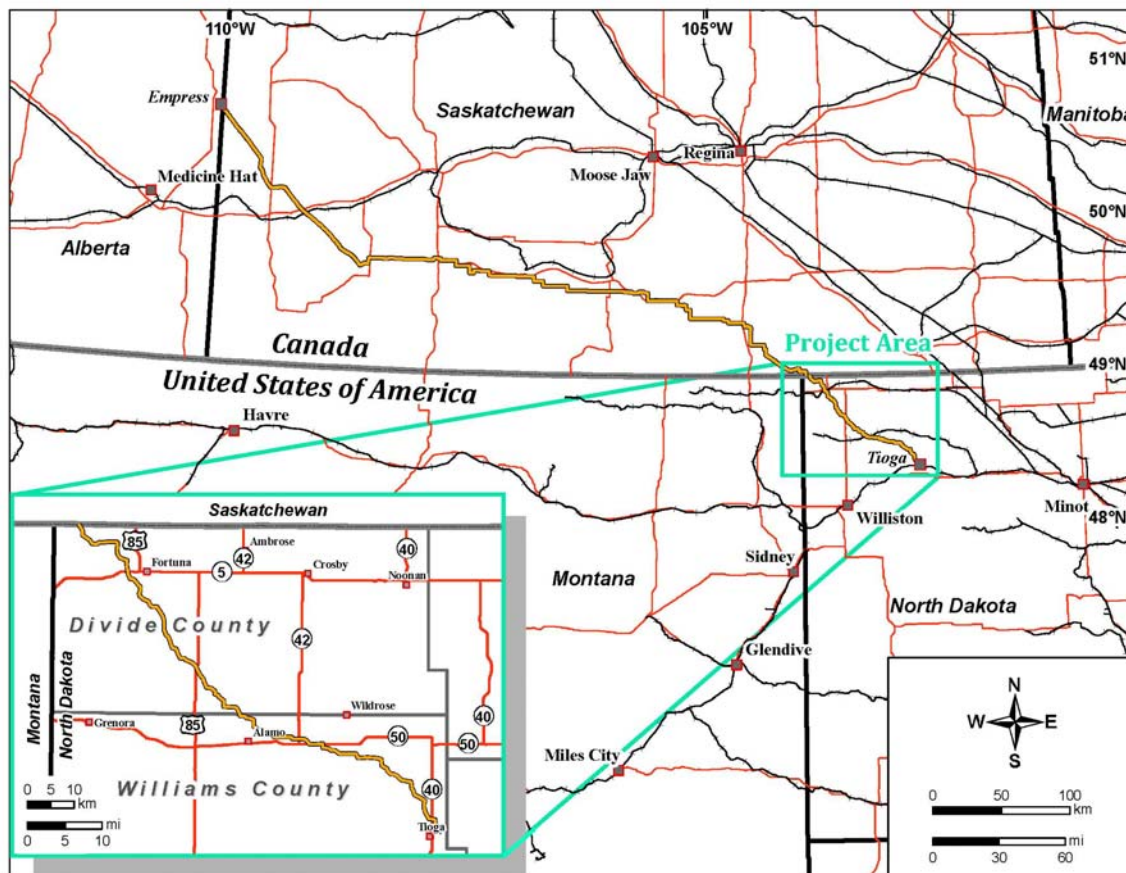 110°W
105°W
51°N
Empress
Saskatchewan
Manitoba
Regina
Moose Jaw
Medicine Hat
50°N
Alberta
Canada
Project Area
49°N
United States of America
Havre
Tioga
Minot
Williston
48°N
Sidney
Montana
North Dakota
Glendive
Miles City
Saskatchewan
85
Ambrose
42
40
Fortuna
5
Crosby
Noonan
Divide County
42
Montana
North Dakota
Wildrose
Grenora
85
Alamo
50
40
50
Williams County
40
Tioga
0 5 10
km
0 5 10
mi
N
W E
S
0 50 100
km
0 30 60
mi